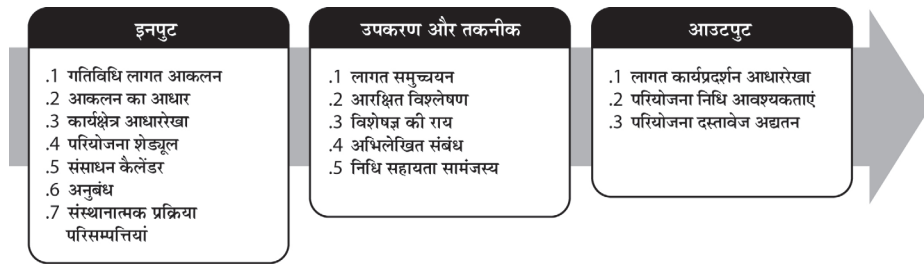 इनपुट
.1 गतिविधि लागत आकलन
.2 आकलन का आधार
.3 कार्यक्षेत्र आधाररेखा
.4 परियोजना शेड्यूल
.5 संसाधन कैलेंडर
.6 अनुबंध
.7 संस्थानात्मक प्रक्रिया
परिसम्पत्तियां
उपकरण और तकनीक
.1 लागत समुच्चयन
.2 आरक्षित विश्लेषण
.3 विशेषज्ञ की राय
.4 अभिलेखित संबंध
.5 निधि सहायता सामंजस्य
आउटपुट
.1 लागत कार्यप्रदर्शन आधाररेखा
.2 परियोजना निधि आवश्यकताएं
.3 परियोजना दस्तावेज अद्यतन